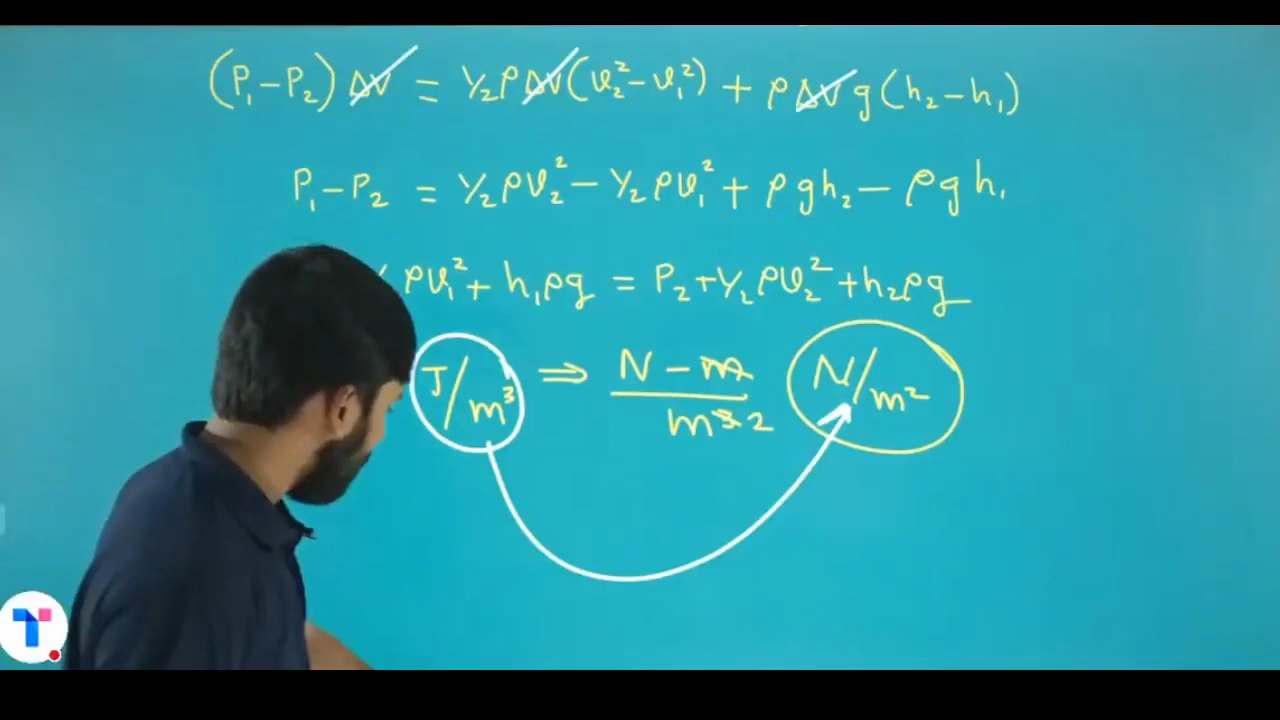 (P₁-P₂) ΔV = ½ρΔV(v₂²-v₁²) + ρΔVg(h₂-h₁)
P₁-P₂ = ½ρv₂² - ½ρv₁² + ρgh₂ - ρgh₁
ρv₁² + h₁ρg = P₂+½ρv₂² + h₂ρg
J/m³ ⇒ N-m N/m²
m³2